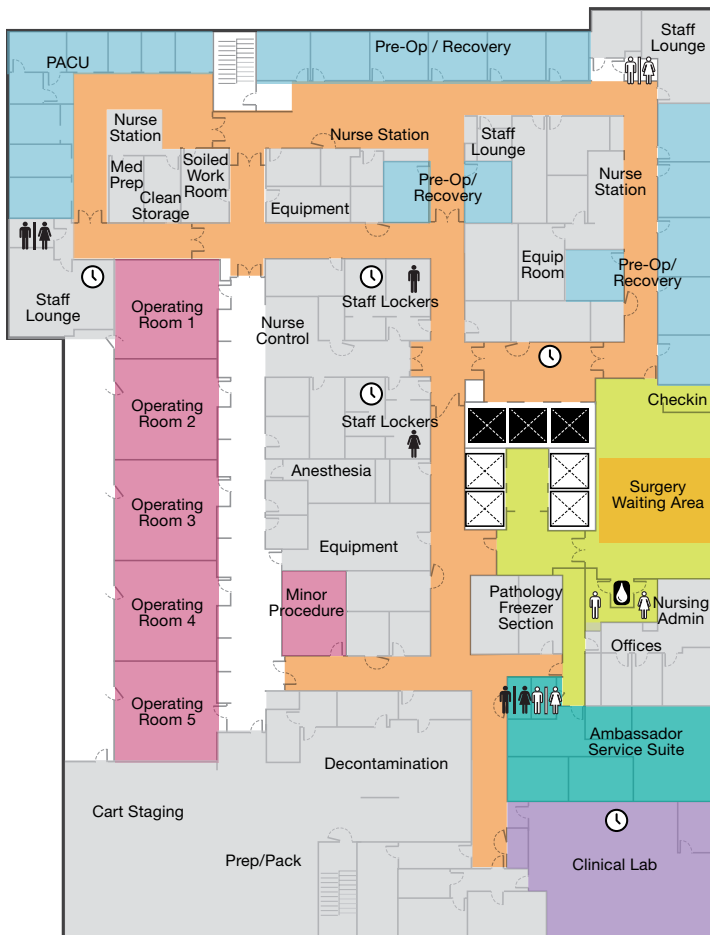 Staff
Lounge
PACU
Pre-Op / Recovery
Nurse
Station
Nurse Station
Staff
Lounge
Med
Prep
Soiled
Work
Room
Clean
Storage
Equipment
Pre-Op/
Recovery
Nurse
Station
Equip
Room
Pre-Op/
Recovery
Staff
Lounge
Operating
Room 1
Staff Lockers
Nurse
Control
Operating
Room 2
Staff Lockers
Checkin
Anesthesia
Surgery
Waiting Area
Operating
Room 3
Equipment
Operating
Room 4
Minor
Procedure
Pathology
Freezer
Section
Nursing
Admin
Offices
Operating
Room 5
Ambassador
Service Suite
Decontamination
Cart Staging
Prep/Pack
Clinical Lab